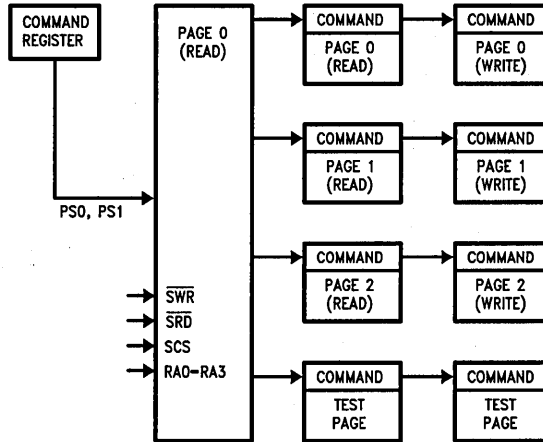 COMMAND
REGISTER
PS0, PS1
PAGE 0
(READ)
SWR
SRD
SCS
RA0-RA3
COMMAND
PAGE 0
(READ)
COMMAND
PAGE 0
(WRITE)
COMMAND
PAGE 1
(READ)
COMMAND
PAGE 1
(WRITE)
COMMAND
PAGE 2
(READ)
COMMAND
PAGE 2
(WRITE)
COMMAND
TEST
PAGE
COMMAND
TEST
PAGE